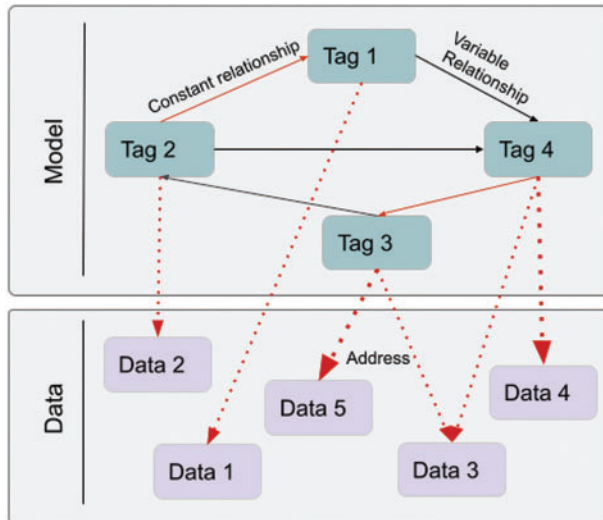 Model
Tag 1
Constant relationship
Variable
Relationship
Tag 2
Tag 4
Tag 3
Data
Data 2
Address
Data 5
Data 4
Data 1
Data 3